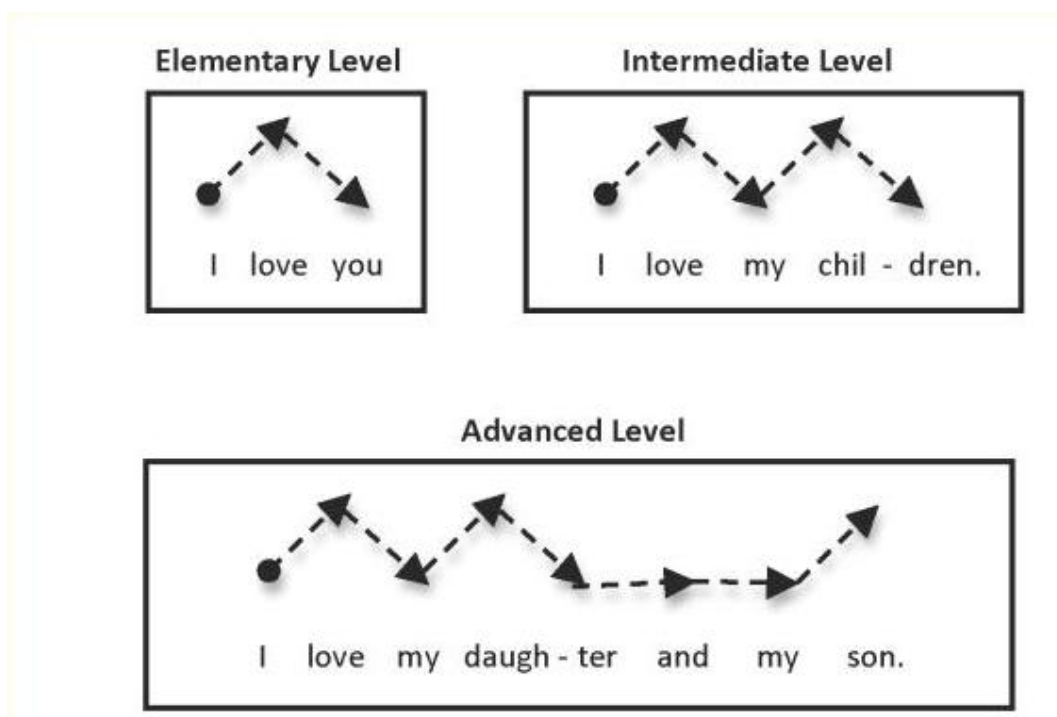 Elementary Level
I love you
Intermediate Level
I love my chil - dren.
Advanced Level
I love my daugh - ter and my son.